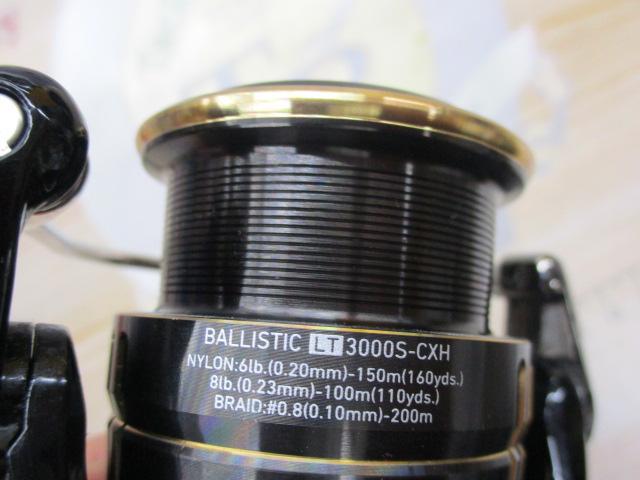 BALLISTIC LT 3000S-CXH
NYLON:6lb.(0.20mm)-150m(160yds.)
8lb.(0.23mm)-100m(110yds.)
BRAID:#0.8(0.10mm)-200m